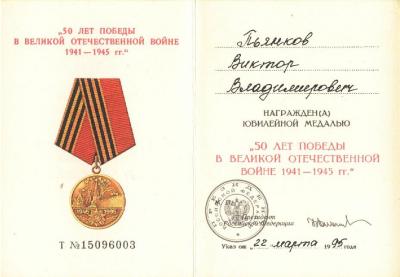 „50 ЛЕТ ПОБЕДЫ
В ВЕЛИКОЙ ОТЕЧЕСТВЕННОЙ ВОЙНЕ
1941—1945 гг.“
Т №15096003
Пьянков
Виктор
Владимирович
НАГРАЖДЕН(А)
ЮБИЛЕЙНОЙ МЕДАЛЬЮ
„50 ЛЕТ ПОБЕДЫ
В ВЕЛИКОЙ ОТЕЧЕСТВЕННОЙ
ВОЙНЕ 1941—1945 гг.“
Президент
Российской Федерации
Указ от „22 марта 1995 года